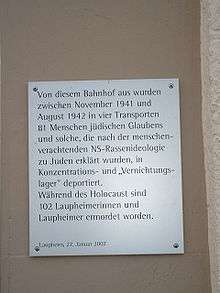 Von diesem Bahnhof aus wurden
zwischen November 1941 und
August 1942 in vier Transporten
81 Menschen jüdischen Glaubens
und solche, die nach der menschen-
verachtenden NS-Rassenideologie
zu Juden erklärt wurden, in
Konzentrations- und „Vernichtungs-
lager" deportiert.
Während des Holocaust sind
102 Laupheimerinnen und
Laupheimer ermordet worden.
Laupheim, 27. Januar 2002